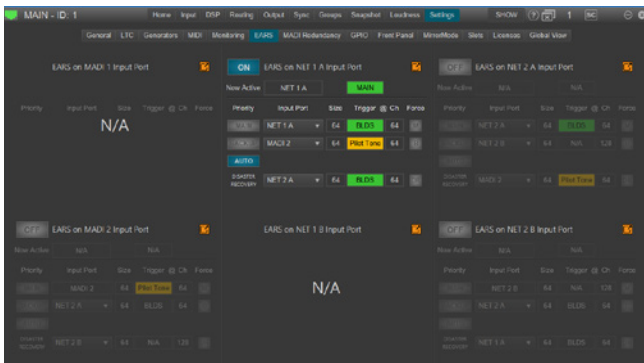 MAIN - ID: 1 Home Input DSP Routing Output Sync Groups Snapshot Loudness Settings SHOW 1
General LTC Generators MIDI Monitoring EARS MADI Redundancy GPIO Front Panel MirrorMode Slots Licenses Global View
EARS on MADI 1 Input Port
Priority Input Port Size Trigger @ Ch Force
N/A
ON EARS on NET 1 A Input Port
Now Active NET 1 A MAIN
Priority Input Port Size Trigger @ Ch Force
MAIN NET 1 A 64 BLDS 64
MADI 2 64 Pilot Tone 64
AUTO
DISASTER RECOVERY NET 2 A 64 BLDS 64
OFF EARS on NET 2 A Input Port
Now Active N/A N/A
Priority Input Port Size Trigger @ Ch Force
NET 2 A 64 BLDS 64
NET 2 B 64 N/A 128
DISASTER RECOVERY MADI 2 64 Pilot Tone 64
OFF EARS on MADI 2 Input Port
Now Active N/A N/A
Priority Input Port Size Trigger @ Ch Force
MADI 2 64 Pilot Tone 64
NET 2 A 64 BLDS 64
DISASTER RECOVERY NET 2 B 64 N/A 128
EARS on NET 1 B Input Port
N/A
OFF EARS on NET 2 B Input Port
Now Active N/A N/A
Priority Input Port Size Trigger @ Ch Force
NET 2 B 64 N/A 128
NET 2 A 64 BLDS 64
DISASTER RECOVERY NET 1 A 64 BLDS 64